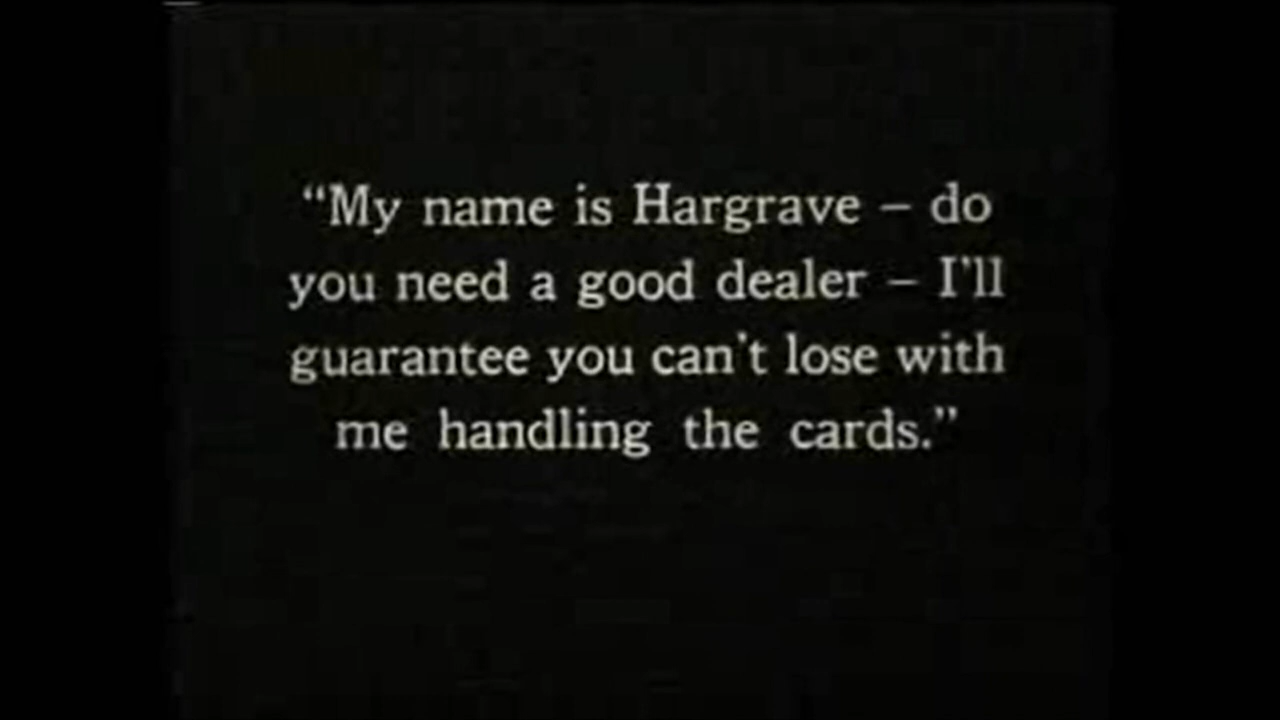 “My name is Hargrave – do
you need a good dealer – I'll
guarantee you can't lose with
me handling the cards.”